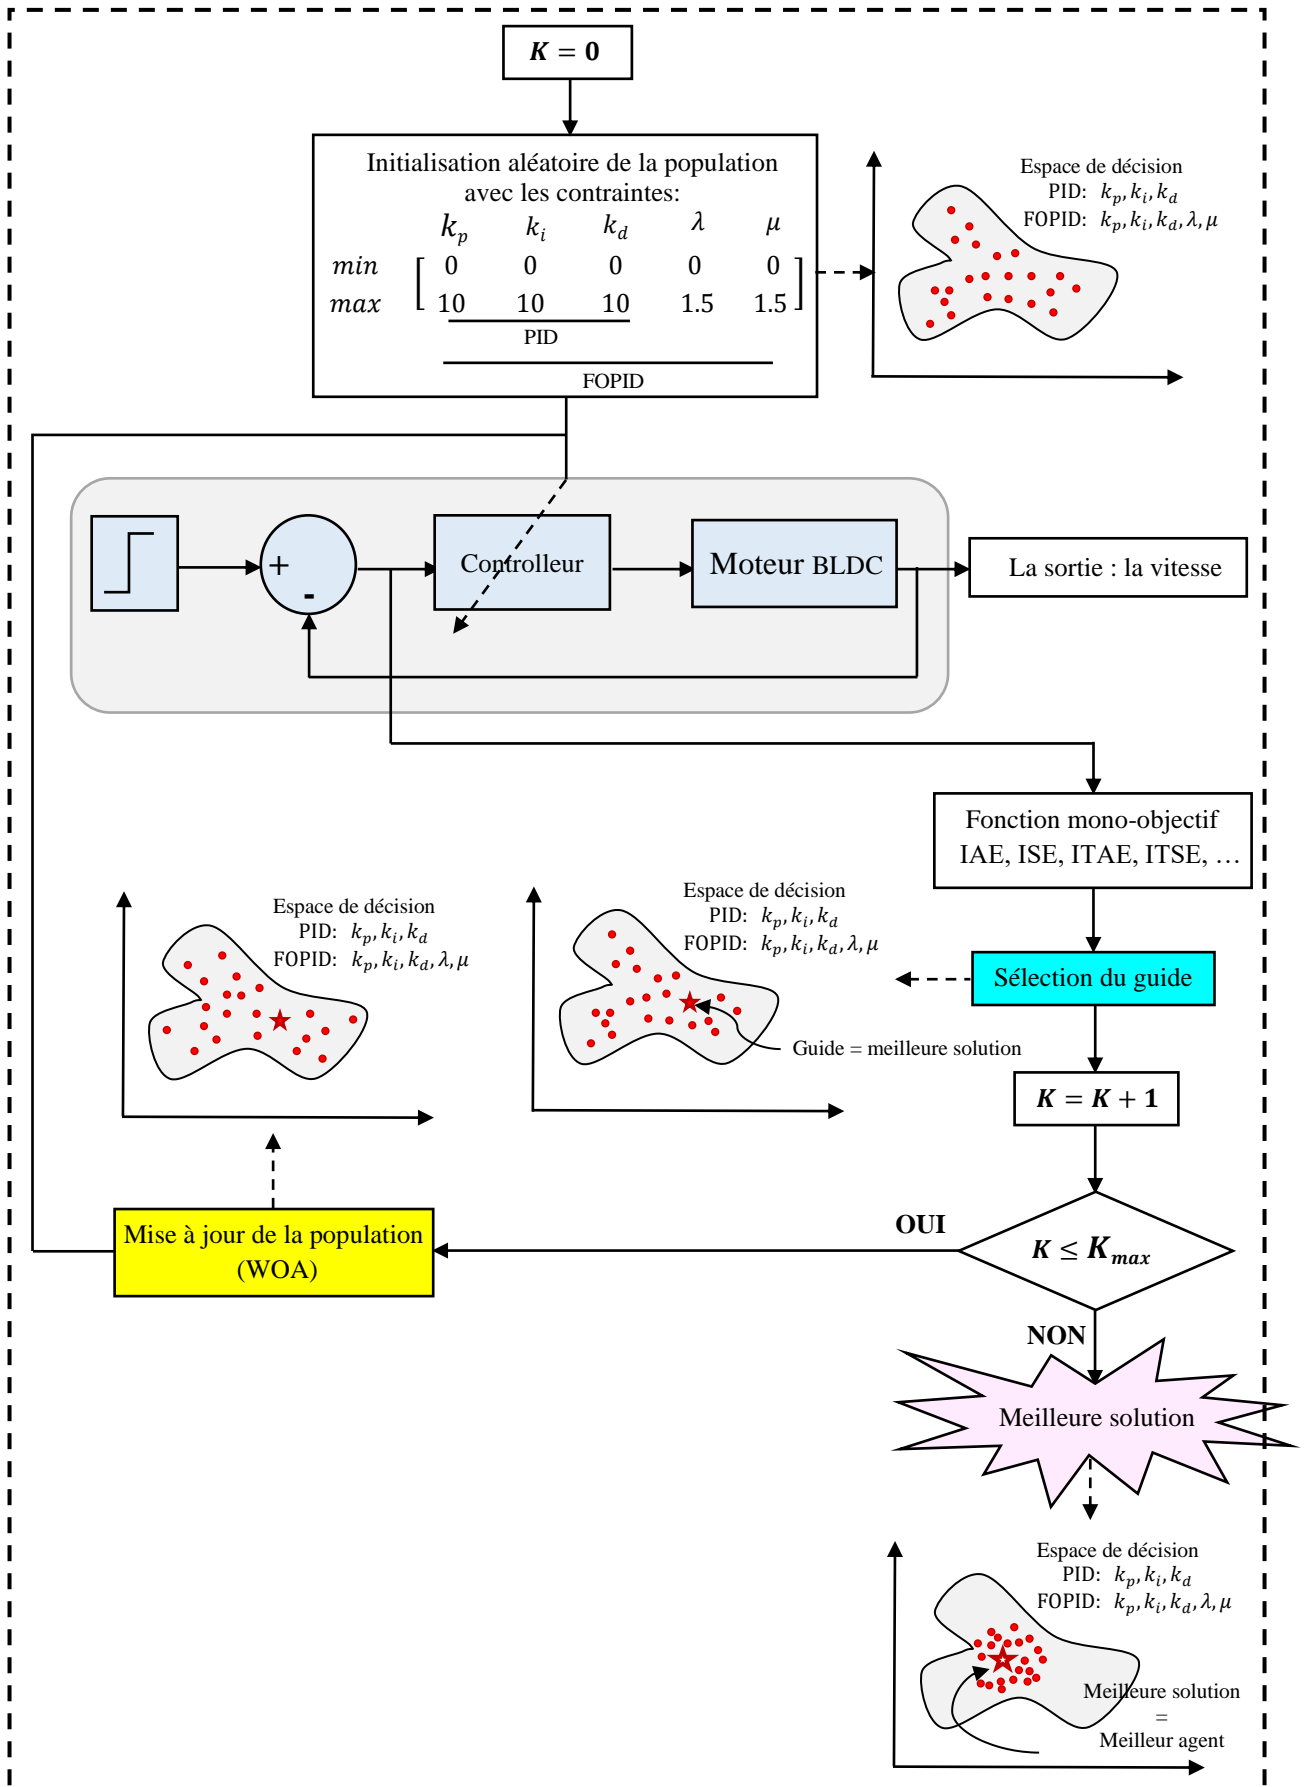 K = 0
Initialisation aléatoire de la population
avec les contraintes:
k_p k_i k_d λ μ
min [ 0 0 0 0 0 ]
max [ 10 10 10 1.5 1.5 ]
PID
FOPID
Espace de décision
PID: k_p, k_i, k_d
FOPID: k_p, k_i, k_d, λ, μ
+
-
Controlleur
Moteur BLDC
La sortie : la vitesse
Fonction mono-objectif
IAE, ISE, ITAE, ITSE, …
Espace de décision
PID: k_p, k_i, k_d
FOPID: k_p, k_i, k_d, λ, μ
Espace de décision
PID: k_p, k_i, k_d
FOPID: k_p, k_i, k_d, λ, μ
Guide = meilleure solution
Sélection du guide
K = K + 1
K ≤ K_max
OUI
Mise à jour de la population
(WOA)
NON
Meilleure solution
Espace de décision
PID: k_p, k_i, k_d
FOPID: k_p, k_i, k_d, λ, μ
Meilleure solution
=
Meilleur agent